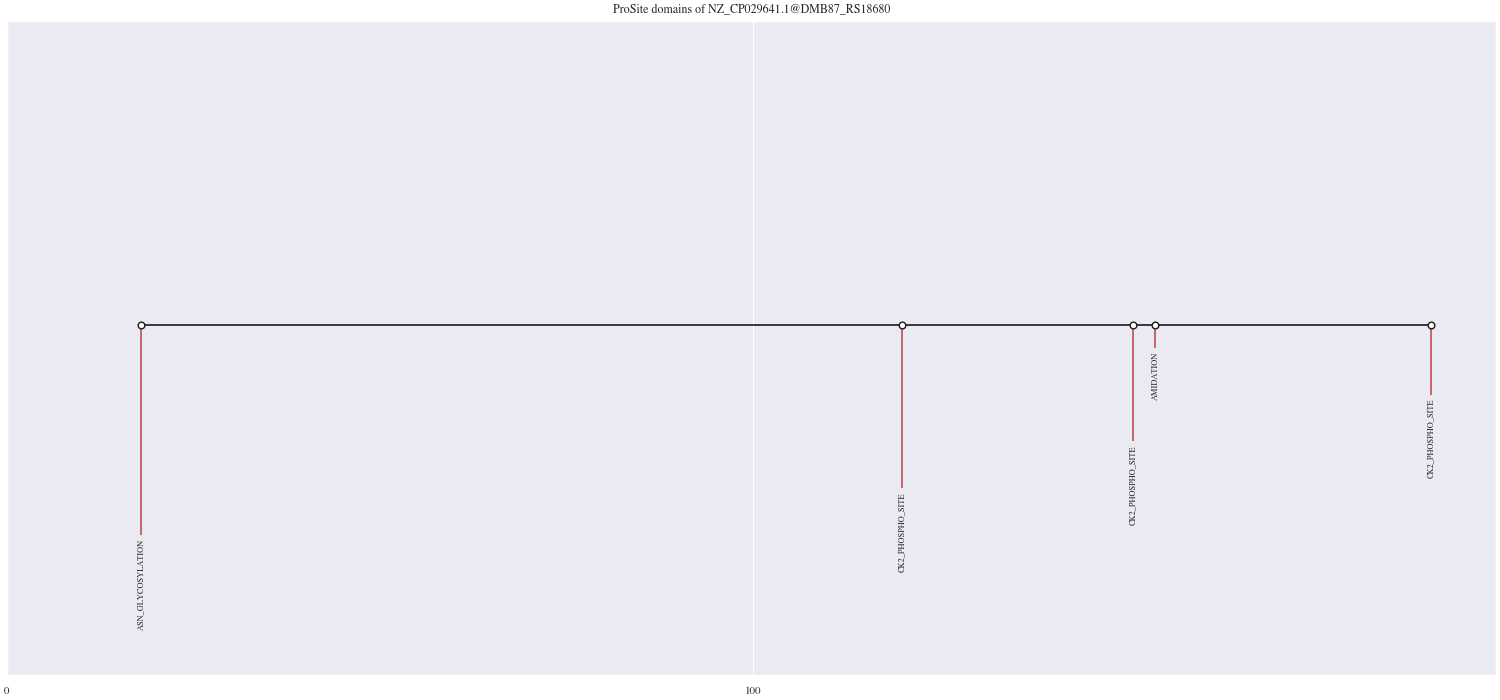 ProSite domains of NZ_CP029641.1@DMB87_RS18680
AMIDATION
CK2_PHOSPHO_SITE
CK2_PHOSPHO_SITE
CK2_PHOSPHO_SITE
ASN_GLYCOSYLATION
0
100